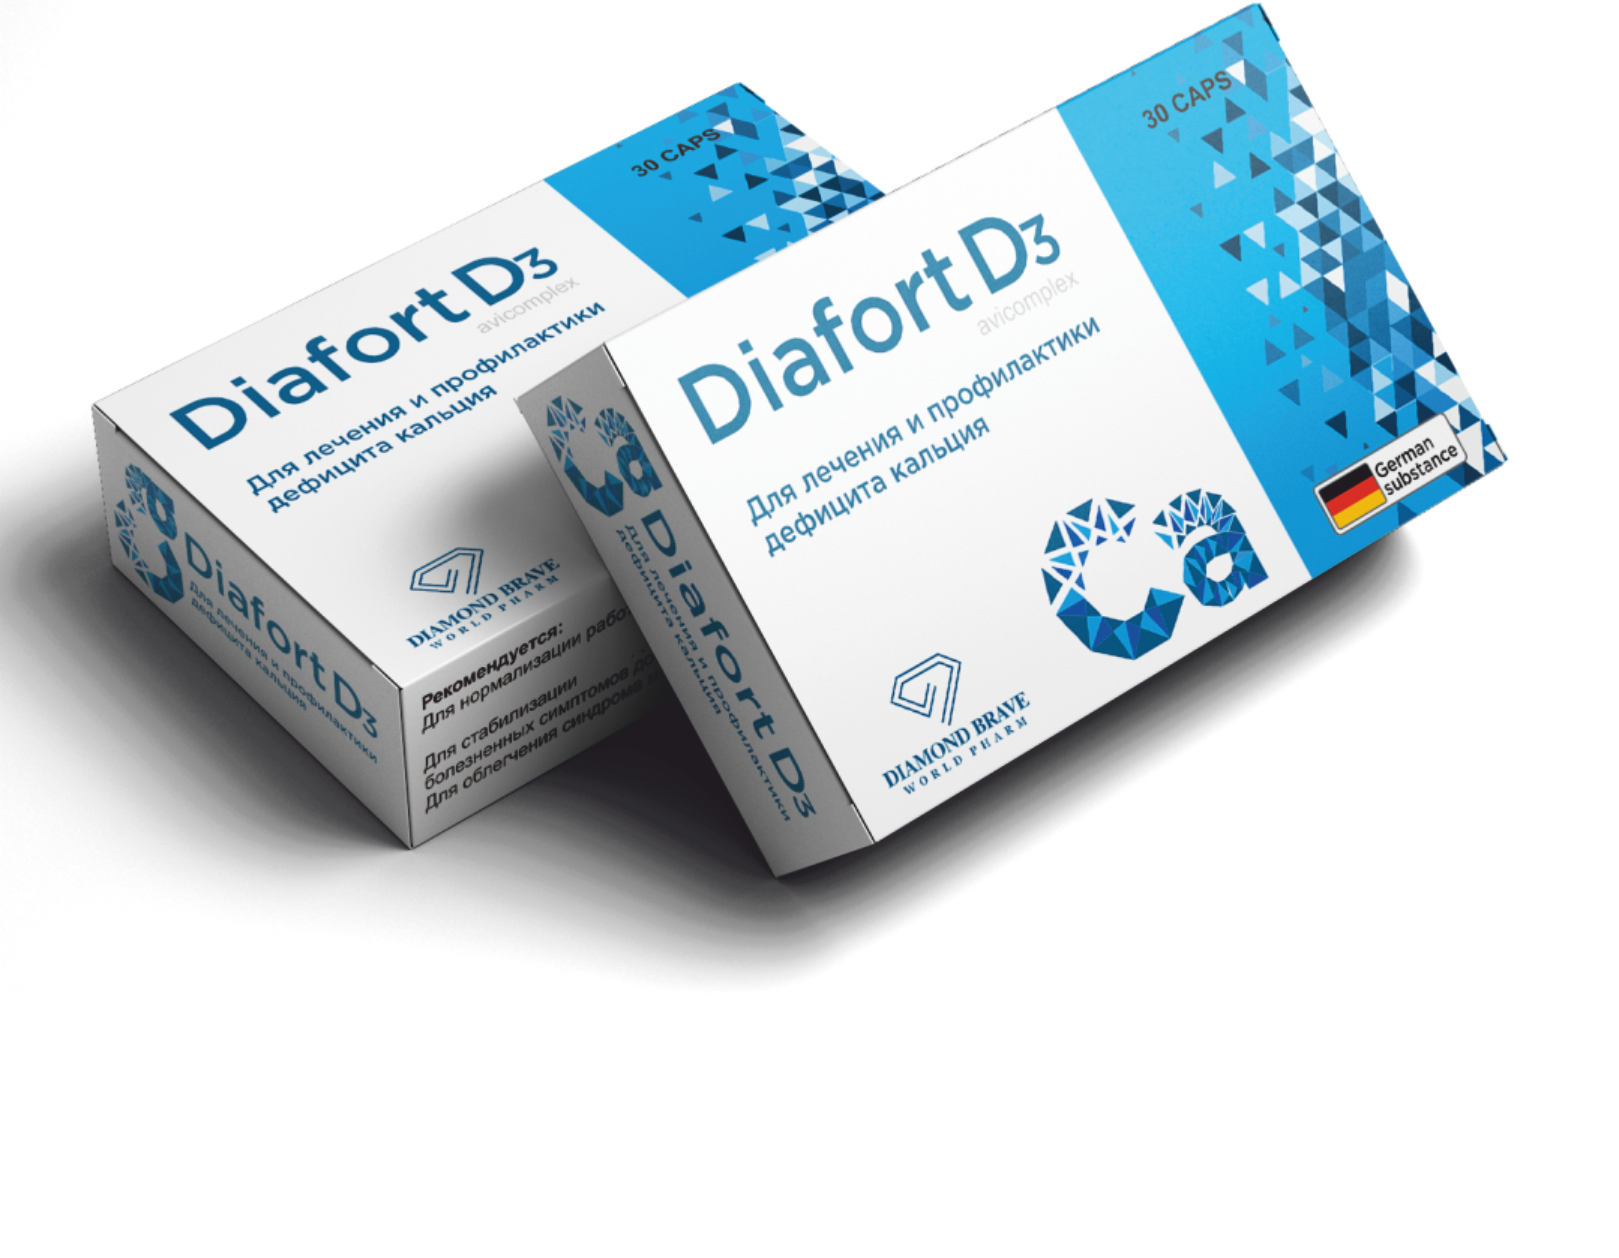 30 CAPS
Diafort D3
avicomplex
Для лечения и профилактики
дефицита кальция
DIAMOND BRAVE
WORLD PHARM
Ca
Diafort D3
Для лечения и профилактики
дефицита кальция
Рекомендуется:
Для нормализации
Для стабилизации
болезненных симптомов
Для облегчения синдрома
30 CAPS
Diafort D3
avicomplex
Для лечения и профилактики
дефицита кальция
Ca
German
substance
DIAMOND BRAVE
WORLD PHARM
Ca
Diafort D3
Для лечения и профилактики
дефицита кальция